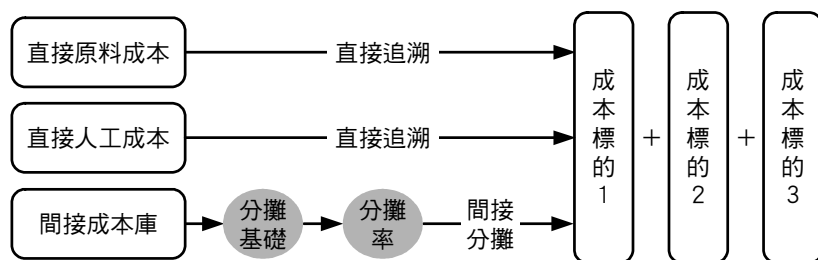 直接原料成本
直接追溯
直接人工成本
直接追溯
間接成本庫
分攤
基礎
分攤
率
間接
分攤
成本標的1
+
成本標的2
+
成本標的3